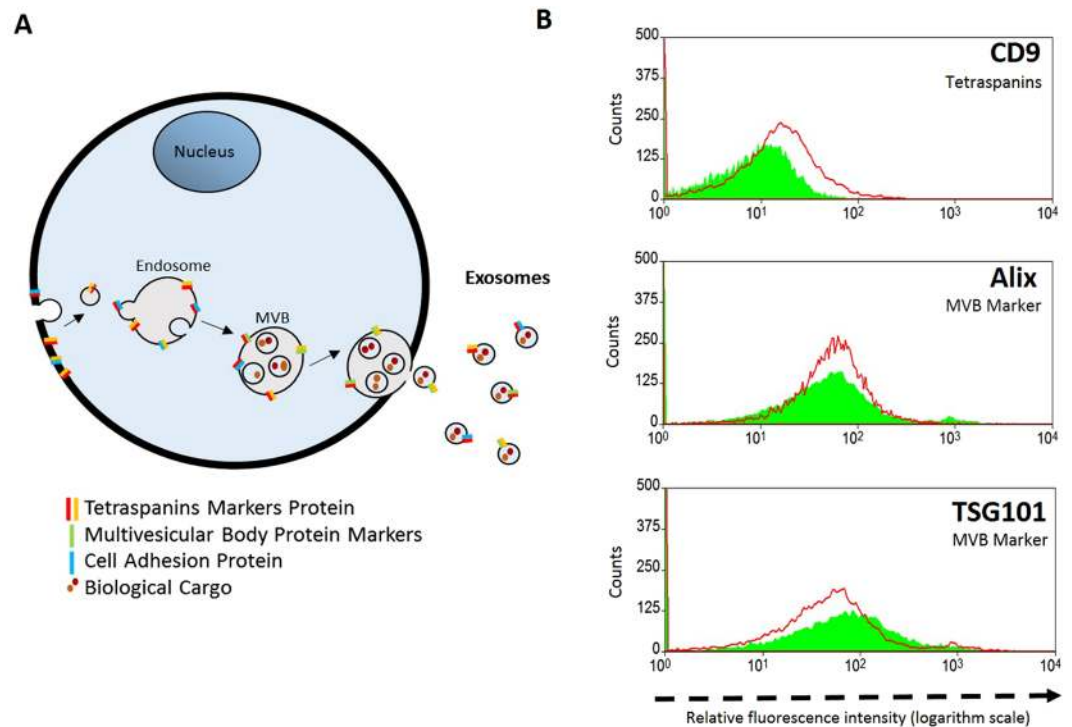 A
Nucleus
Endosome
MVB
Exosomes
Tetraspanins Markers Protein
Multivesicular Body Protein Markers
Cell Adhesion Protein
Biological Cargo
B
CD9
Tetraspanins
Counts
500
375
250
125
0
10⁰ 10¹ 10² 10³ 10⁴
Alix
MVB Marker
Counts
500
375
250
125
0
10⁰ 10¹ 10² 10³ 10⁴
TSG101
MVB Marker
Counts
500
375
250
125
0
10⁰ 10¹ 10² 10³ 10⁴
Relative fluorescence intensity (logarithm scale)